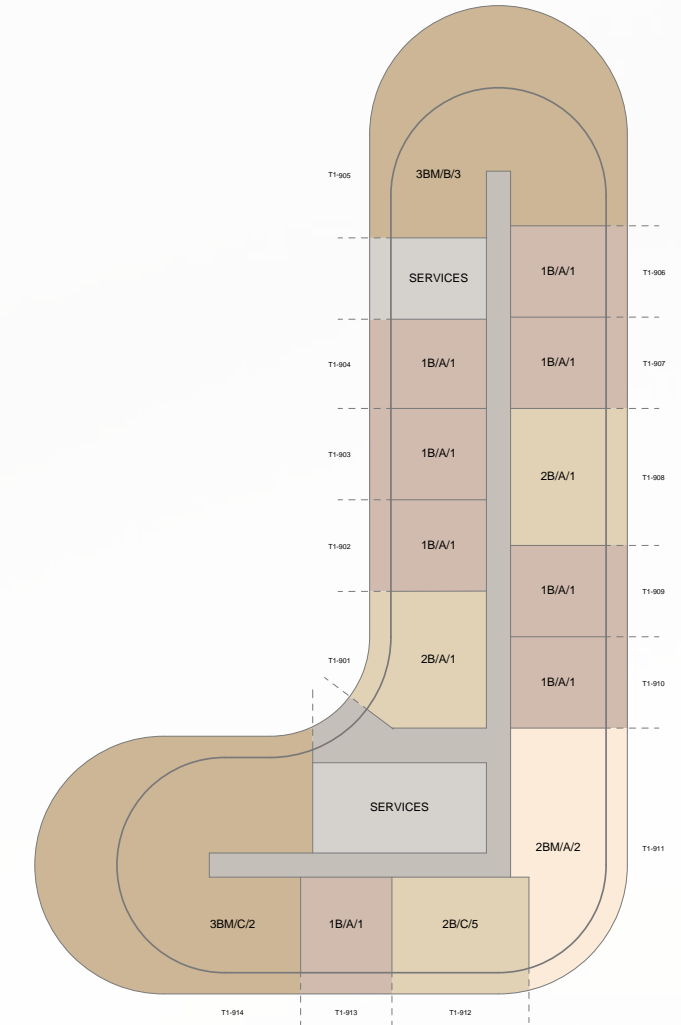 T1-905
3BM/B/3
SERVICES
1B/A/1
T1-906
T1-904
1B/A/1
1B/A/1
T1-907
T1-903
1B/A/1
2B/A/1
T1-908
T1-902
1B/A/1
1B/A/1
T1-909
T1-901
2B/A/1
1B/A/1
T1-910
SERVICES
2BM/A/2
T1-911
3BM/C/2
1B/A/1
2B/C/5
T1-914
T1-913
T1-912